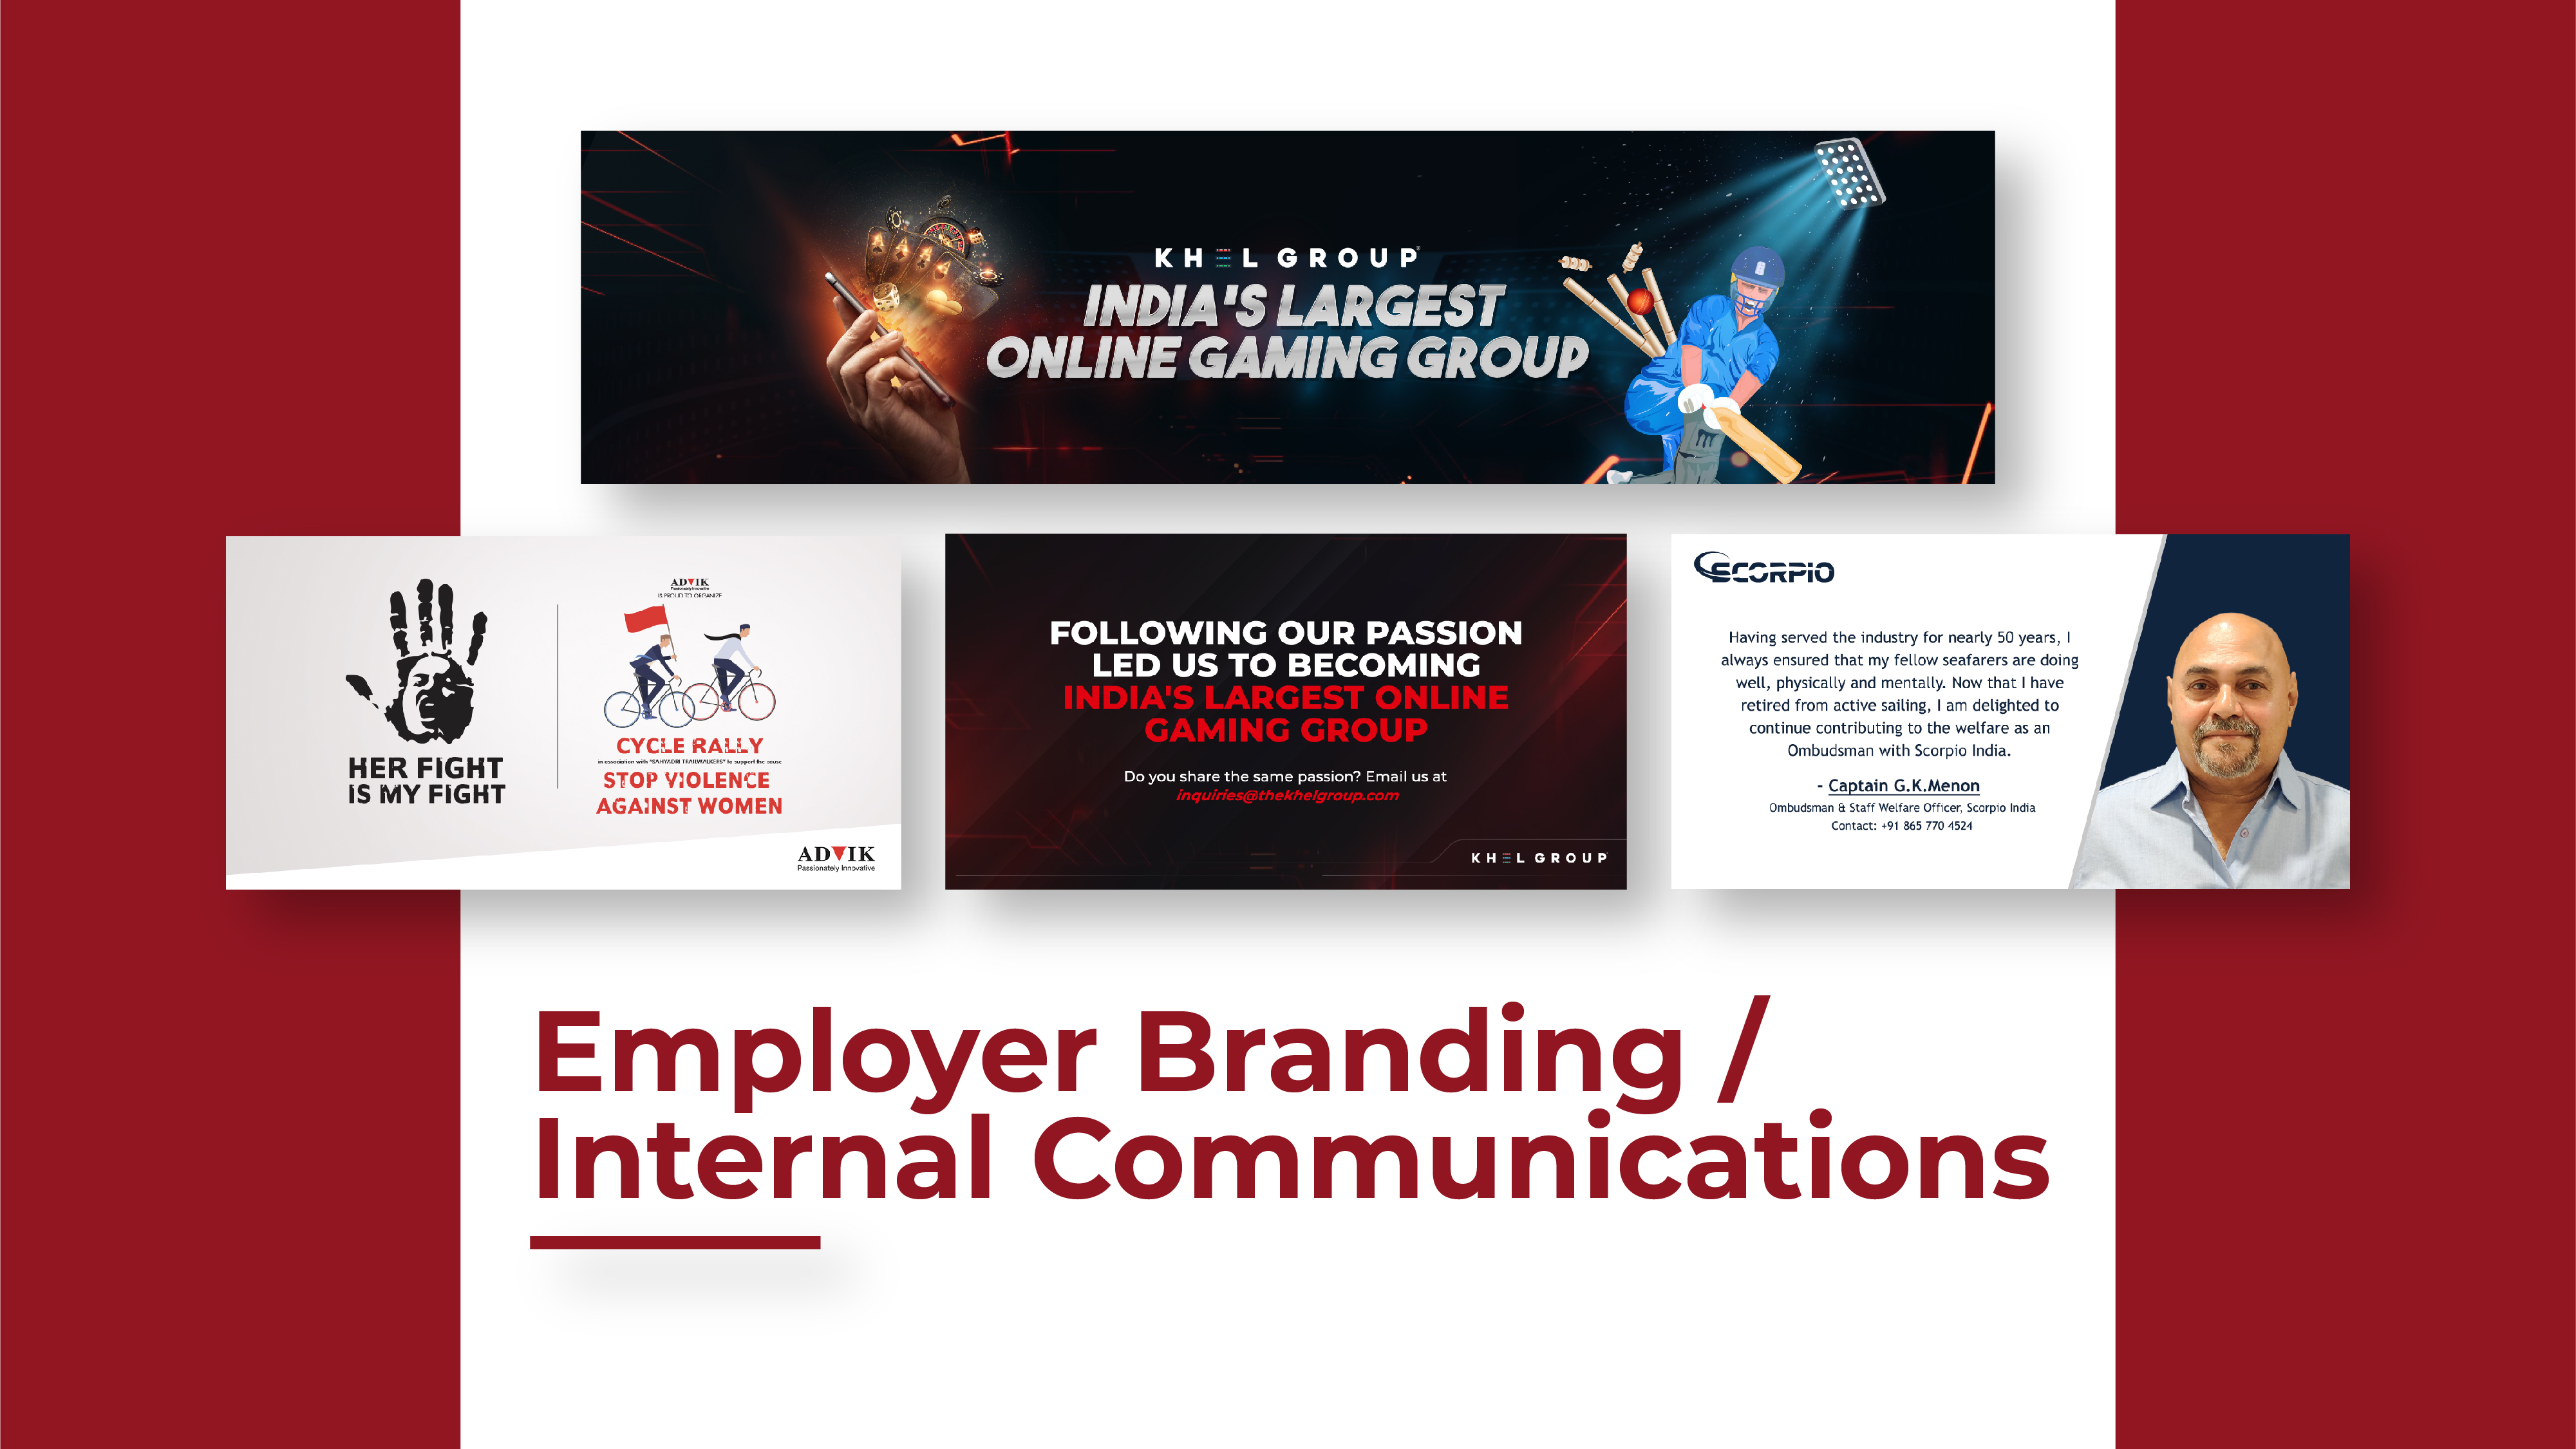 KHEL GROUP
INDIA'S LARGEST
ONLINE GAMING GROUP
HER FIGHT
IS MY FIGHT
ADVIK
Passionately Innovative
IS PROUD TO ORGANIZE
CYCLE RALLY
in association with "SAHYADRI TRAILWALKERS" to support the cause
STOP VIOLENCE
AGAINST WOMEN
ADVIK
Passionately Innovative
FOLLOWING OUR PASSION
LED US TO BECOMING
INDIA'S LARGEST ONLINE
GAMING GROUP
Do you share the same passion? Email us at
inquiries@thekhelgroup.com
KHEL GROUP
SCORPIO
Having served the industry for nearly 50 years, I
always ensured that my fellow seafarers are doing
well, physically and mentally. Now that I have
retired from active sailing, I am delighted to
continue contributing to the welfare as an
Ombudsman with Scorpio India.
- Captain G.K.Menon
Ombudsman & Staff Welfare Officer, Scorpio India
Contact: +91 865 770 4524
Employer Branding /
Internal Communications